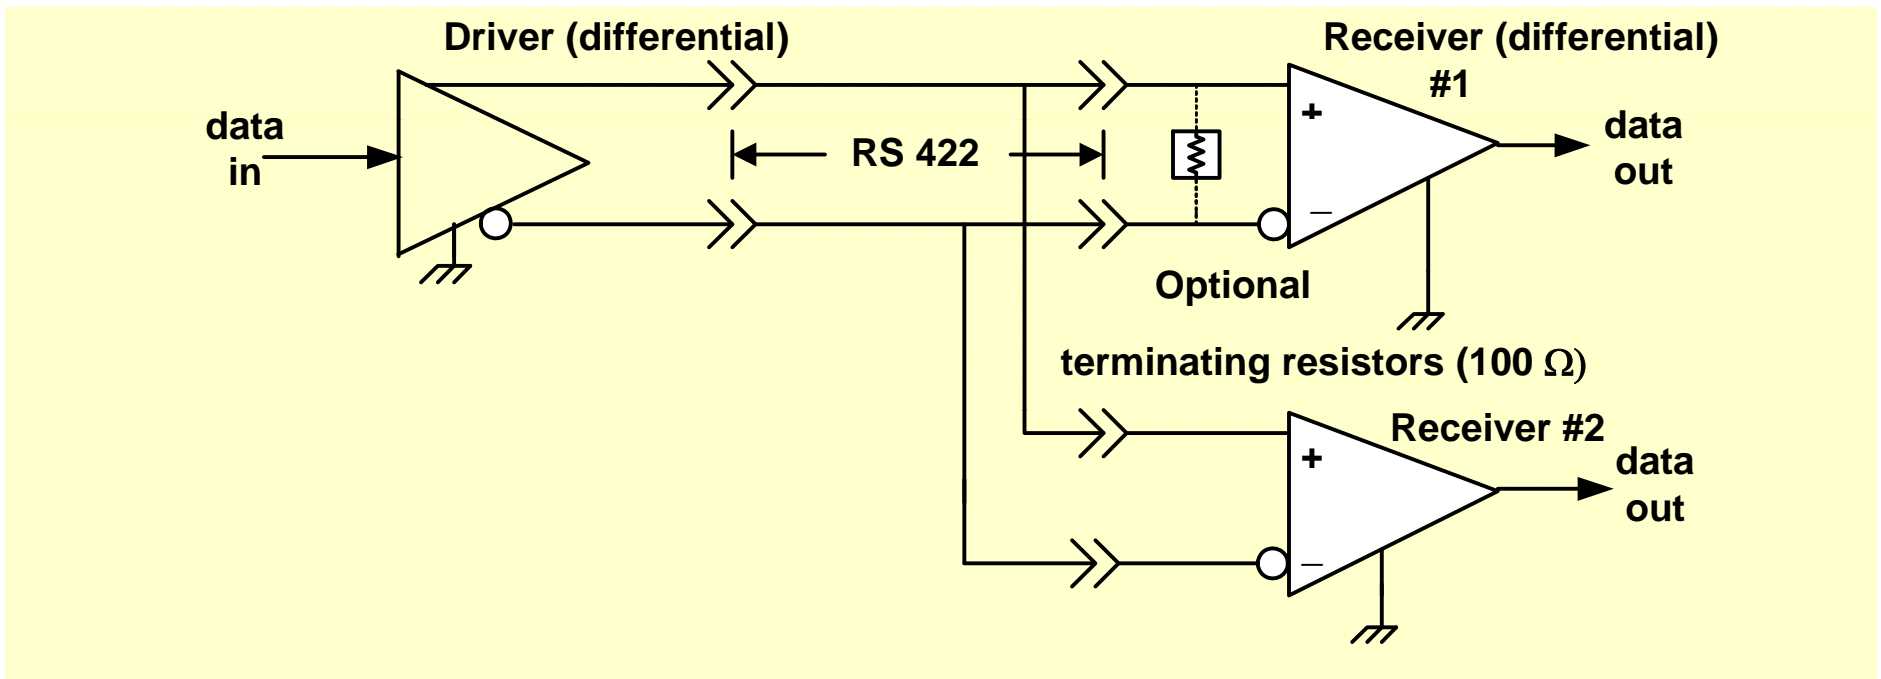 Driver (differential)
Receiver (differential)
#1
data
in
RS 422
+
_
data
out
Optional
terminating resistors (100 Ω)
Receiver #2
+
_
data
out